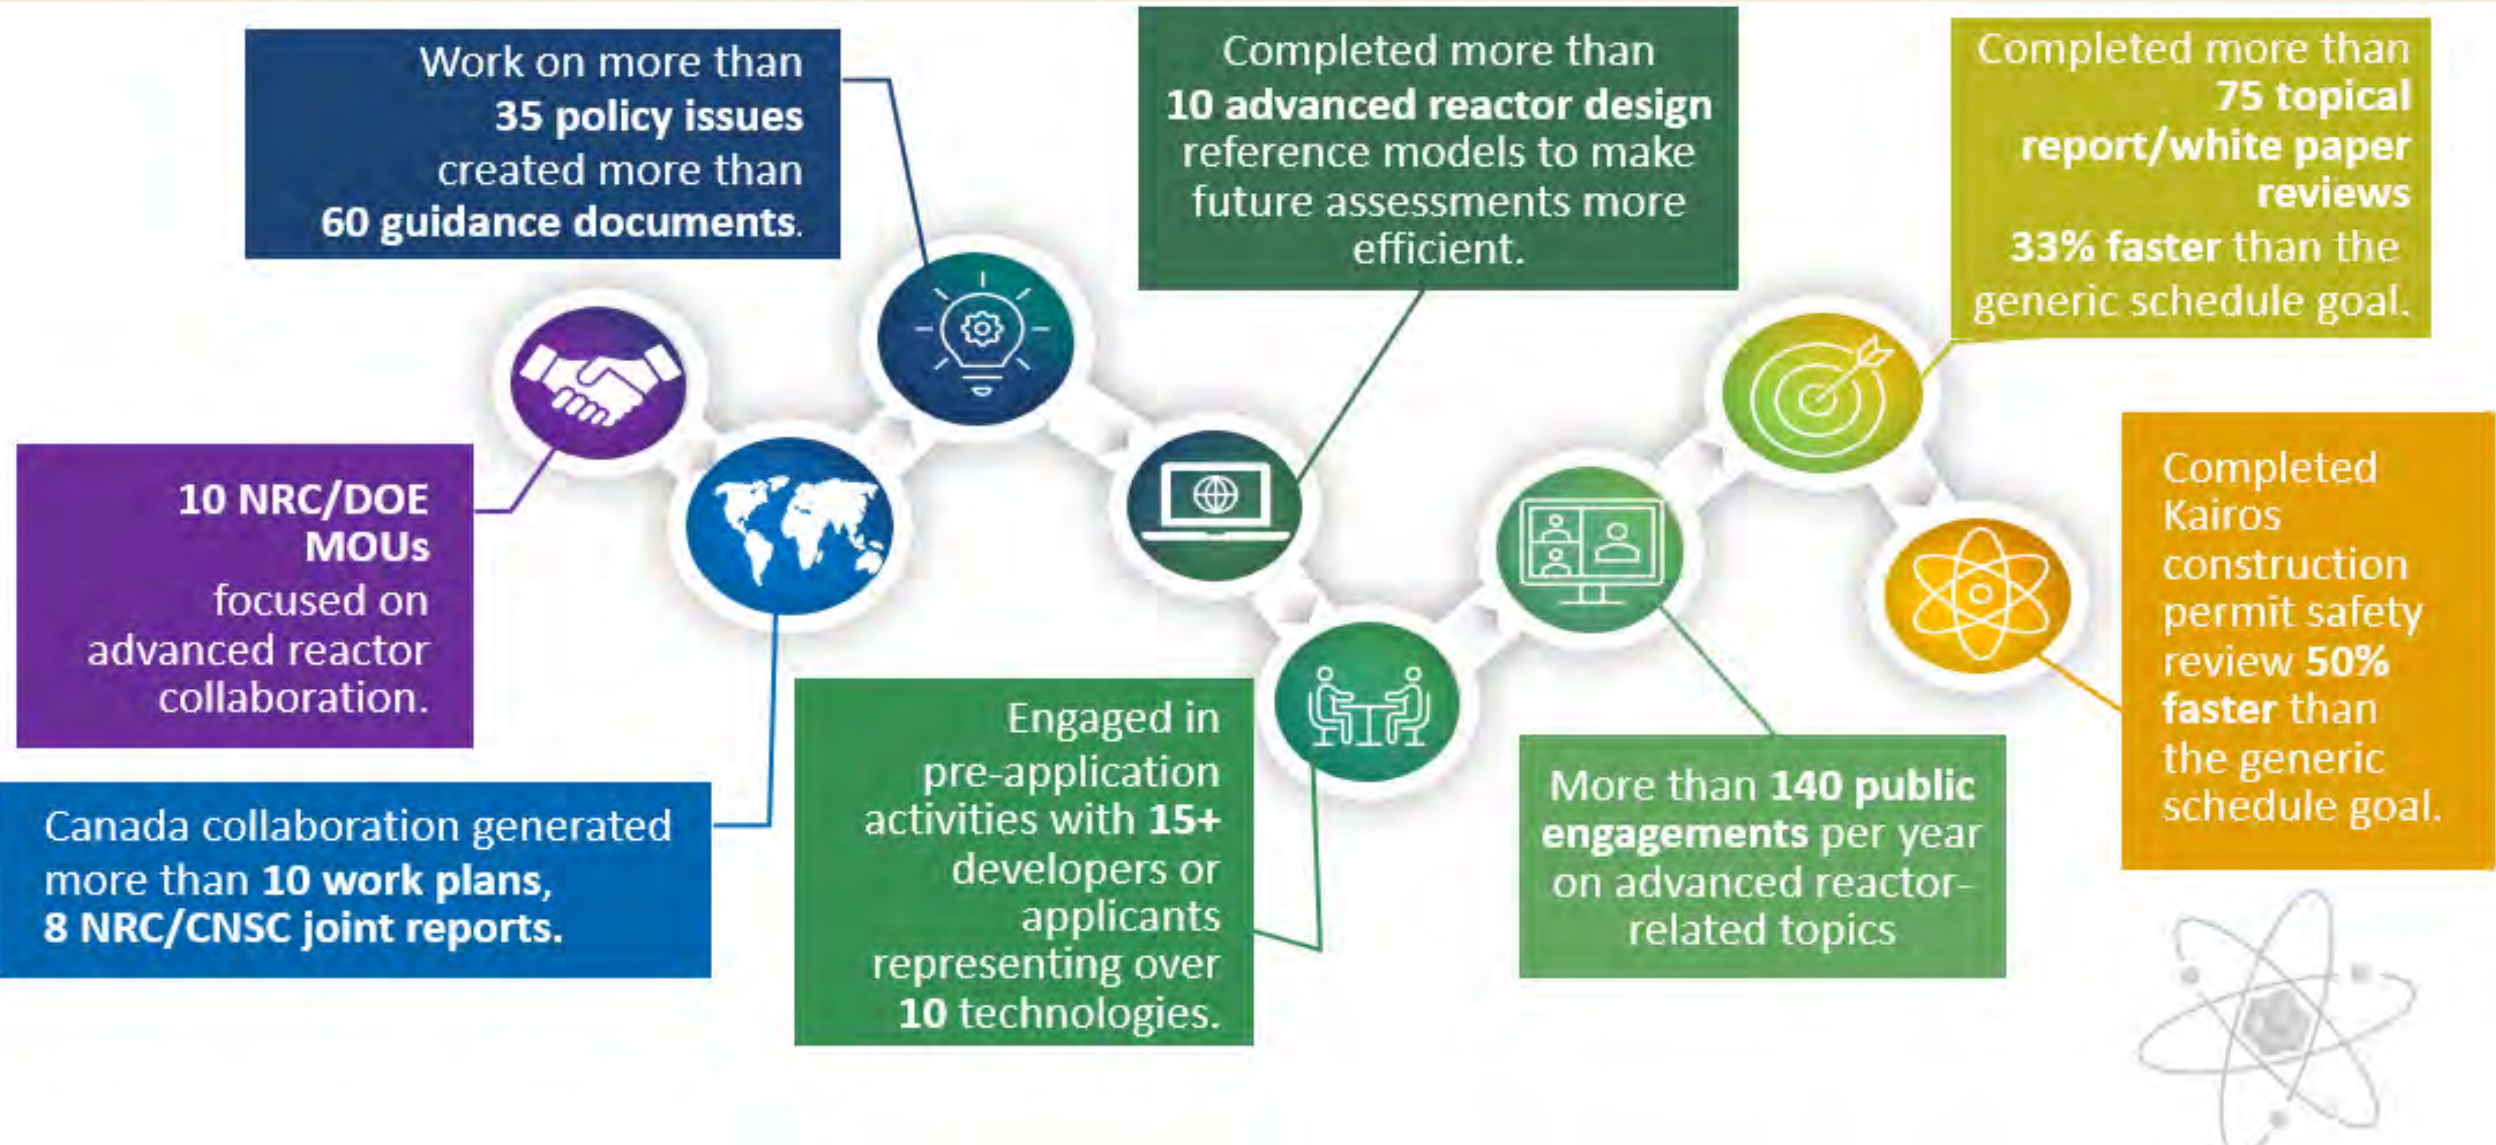 Work on more than
35 policy issues
created more than
60 guidance documents.
Completed more than
10 advanced reactor design
reference models to make
future assessments more
efficient.
Completed more than
75 topical
report/white paper
reviews
33% faster than the
generic schedule goal.
10 NRC/DOE
MOUs
focused on
advanced reactor
collaboration.
Canada collaboration generated
more than 10 work plans,
8 NRC/CNSC joint reports.
Engaged in
pre-application
activities with 15+
developers or
applicants
representing over
10 technologies.
More than 140 public
engagements per year
on advanced reactor-
related topics
Completed
Kairos
construction
permit safety
review 50%
faster than
the generic
schedule goal.